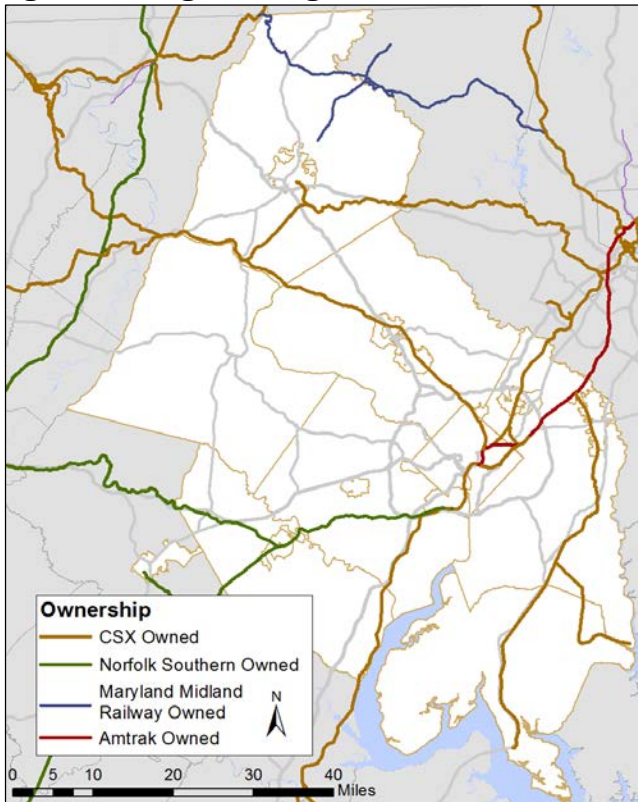 Ownership
CSX Owned
Norfolk Southern Owned
Maryland Midland
Railway Owned
Amtrak Owned
N
0 5 10 20 30 40
Miles